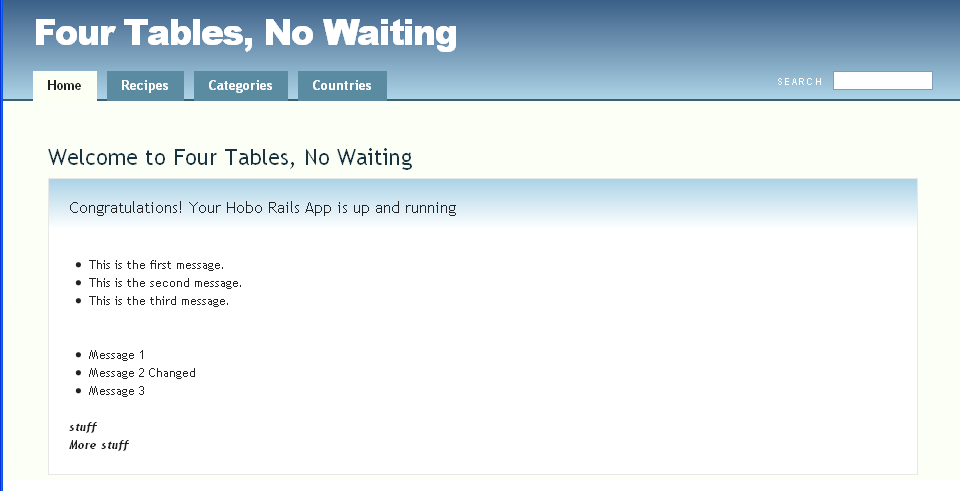 Four Tables, No Waiting
Home Recipes Categories Countries SEARCH
Welcome to Four Tables, No Waiting
Congratulations! Your Hobo Rails App is up and running
This is the first message.
This is the second message.
This is the third message.
Message 1
Message 2 Changed
Message 3
stuff
More stuff